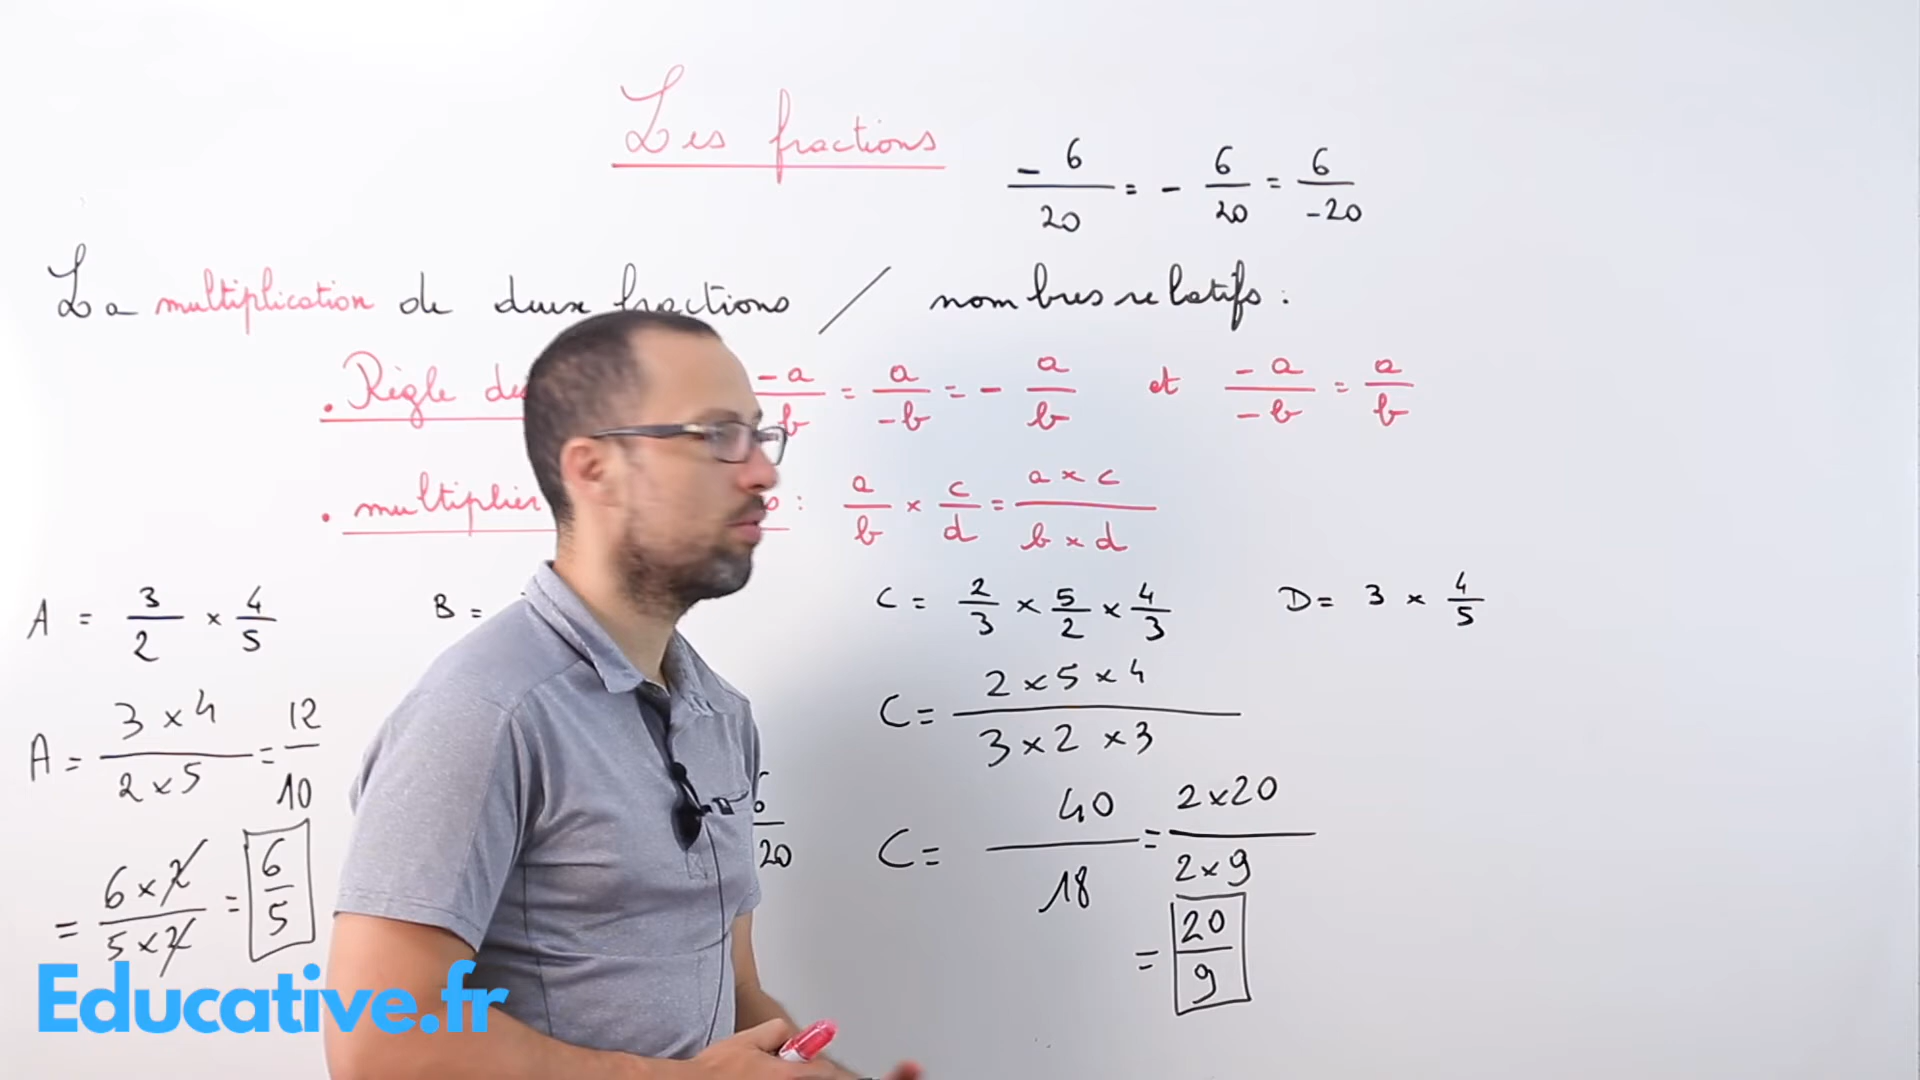 Les fractions
- 6/20 = - 6/20 = 6/-20
La multiplication de deux fractions / nombres relatifs :
. Règle des -a/b = a/-b = - a/b et -a/-b = a/b
. multiplier : a/b × c/d = a × c / b × d
A = 3/2 × 4/5
B =
C = 2/3 × 5/2 × 4/3
D = 3 × 4/5
A = 3 × 4 / 2 × 5 = 12/10
= 6 × 2 / 5 × 2 = 6/5
20
C = 2 × 5 × 4 / 3 × 2 × 3
C = 40/18 = 2 × 20 / 2 × 9
= 20/9
Educative.fr